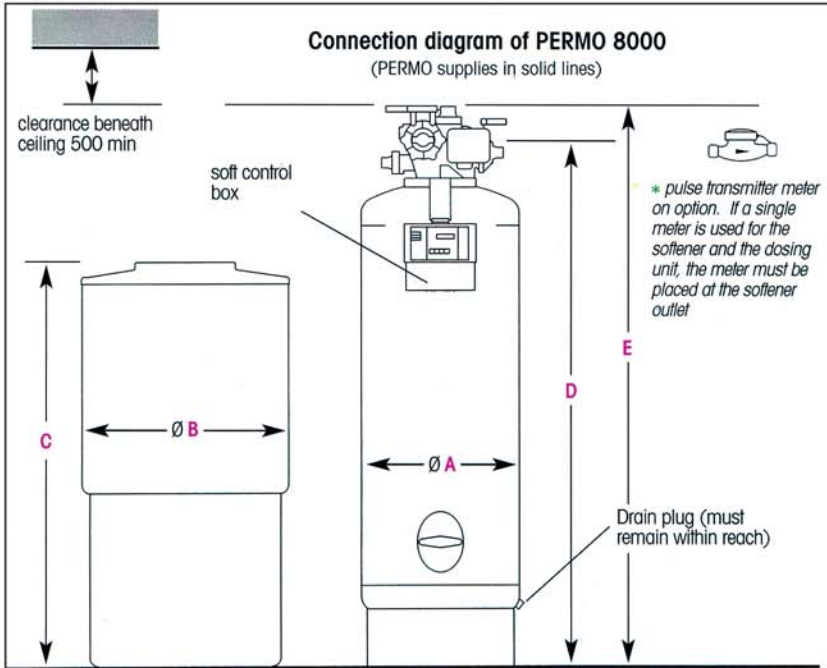 Connection diagram of PERMO 8000
(PERMO supplies in solid lines)
clearance beneath
ceiling 500 min
soft control
box
* pulse transmitter meter
on option. If a single
meter is used for the
softener and the dosing
unit, the meter must be
placed at the softener
outlet
E
D
C
Ø B
Ø A
Drain plug (must
remain within reach)